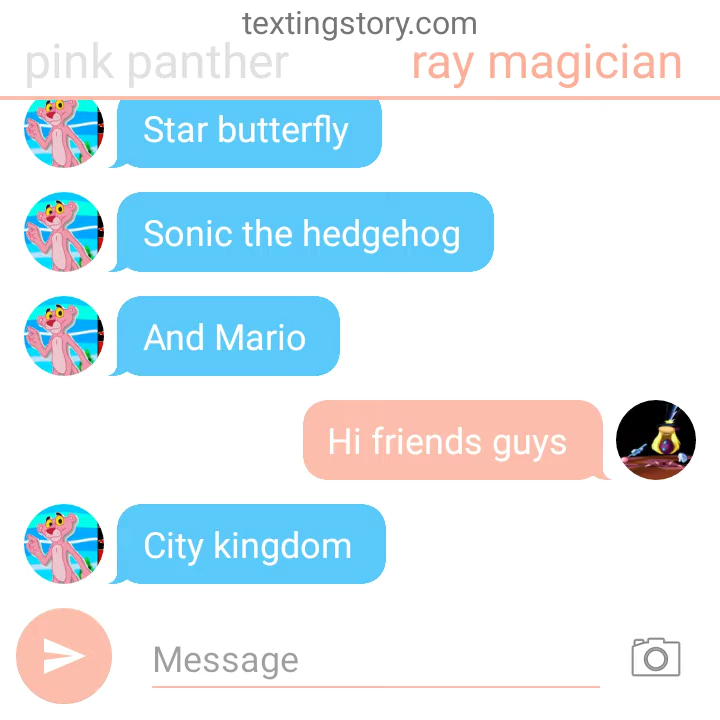 textingstory.com
pink panther
ray magician
Star butterfly
Sonic the hedgehog
And Mario
Hi friends guys
City kingdom
Message